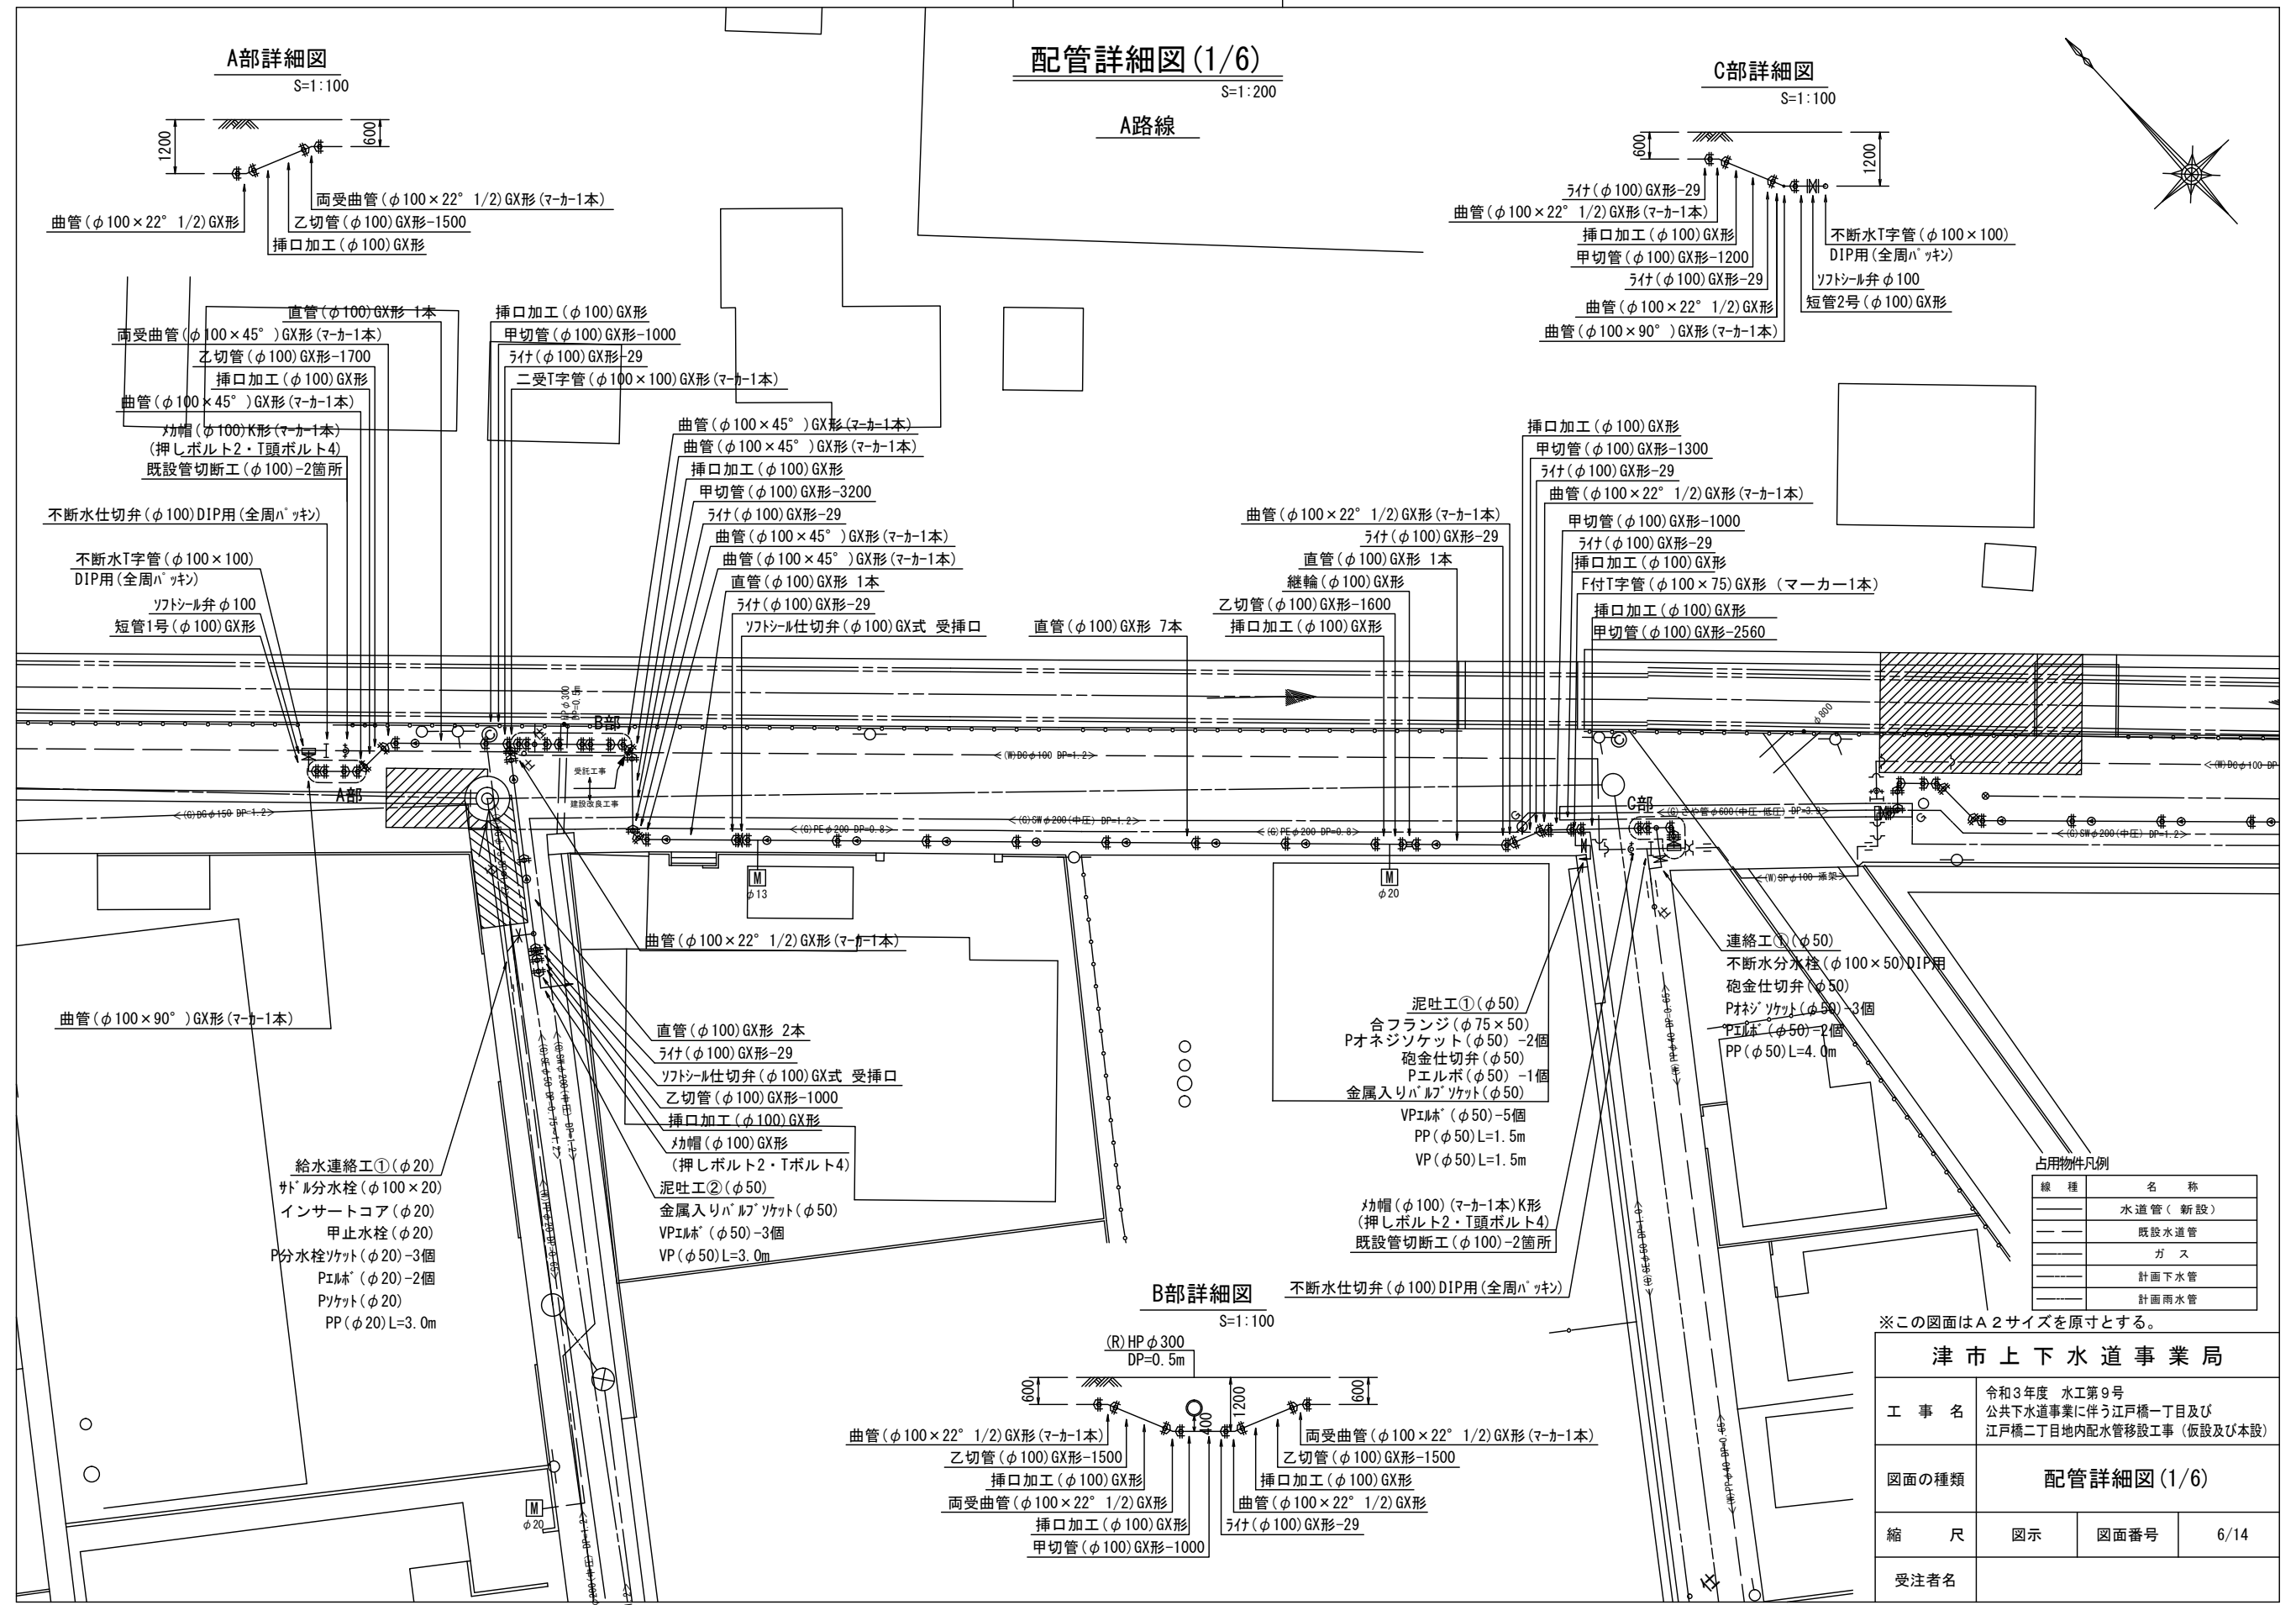 配管詳細図(1/6)
S=1:200
A路線
A部詳細図
S=1:100
1200
600
両受曲管(φ100×22°1/2)GX形(ﾏｰｶｰ1本)
曲管(φ100×22°1/2)GX形
乙切管(φ100)GX形-1500
挿口加工(φ100)GX形
C部詳細図
S=1:100
600
1200
ﾗｲﾅ(φ100)GX形-29
曲管(φ100×22°1/2)GX形(ﾏｰｶｰ1本)
挿口加工(φ100)GX形
甲切管(φ100)GX形-1200
ﾗｲﾅ(φ100)GX形-29
曲管(φ100×22°1/2)GX形
曲管(φ100×90°)GX形(ﾏｰｶｰ1本)
不断水T字管(φ100×100)
DIP用(全周ﾊﾟｯｷﾝ)
ｿﾌﾄｼｰﾙ弁φ100
短管2号(φ100)GX形
直管(φ100)GX形 1本
両受曲管(φ100×45°)GX形(ﾏｰｶｰ1本)
乙切管(φ100)GX形-1700
挿口加工(φ100)GX形
曲管(φ100×45°)GX形(ﾏｰｶｰ1本)
ﾒｶ帽(φ100)K形(ﾏｰｶｰ1本)
(押しボルト2・T頭ボルト4)
既設管切断工(φ100)-2箇所
不断水仕切弁(φ100)DIP用(全周ﾊﾟｯｷﾝ)
不断水T字管(φ100×100)
DIP用(全周ﾊﾟｯｷﾝ)
ｿﾌﾄｼｰﾙ弁φ100
短管1号(φ100)GX形
挿口加工(φ100)GX形
甲切管(φ100)GX形-1000
ﾗｲﾅ(φ100)GX形-29
二受T字管(φ100×100)GX形(ﾏｰｶｰ1本)
曲管(φ100×45°)GX形(ﾏｰｶｰ1本)
曲管(φ100×45°)GX形(ﾏｰｶｰ1本)
挿口加工(φ100)GX形
甲切管(φ100)GX形-3200
ﾗｲﾅ(φ100)GX形-29
曲管(φ100×45°)GX形(ﾏｰｶｰ1本)
曲管(φ100×45°)GX形(ﾏｰｶｰ1本)
直管(φ100)GX形 1本
ﾗｲﾅ(φ100)GX形-29
ｿﾌﾄｼｰﾙ仕切弁(φ100)GX式 受挿口
直管(φ100)GX形 7本
曲管(φ100×22°1/2)GX形(ﾏｰｶｰ1本)
ﾗｲﾅ(φ100)GX形-29
直管(φ100)GX形 1本
継輪(φ100)GX形
乙切管(φ100)GX形-1600
挿口加工(φ100)GX形
挿口加工(φ100)GX形
甲切管(φ100)GX形-1300
ﾗｲﾅ(φ100)GX形-29
曲管(φ100×22°1/2)GX形(ﾏｰｶｰ1本)
甲切管(φ100)GX形-1000
ﾗｲﾅ(φ100)GX形-29
挿口加工(φ100)GX形
F付T字管(φ100×75)GX形 (マーカー1本)
挿口加工(φ100)GX形
甲切管(φ100)GX形-2560
φ300
DP=0.5m
B部
A部
C部
受託工事
建設改良工事
φ800
<(W)DCφ100 DP=1.2>
<(G)DCφ150 DP=1.2>
<(G)PEφ200 DP=0.8>
<(G)SWφ200(中圧) DP=1.2>
<(G)PEφ200 DP=0.8>
<(G)さや管φ600(中圧・低圧) DP=3.0>
<(G)SWφ200(中圧) DP=1.2>
<(W)DCφ100 DP
<(W)SPφ100 添架>
M
φ13
M
φ20
曲管(φ100×22°1/2)GX形(ﾏｰｶｰ1本)
曲管(φ100×90°)GX形(ﾏｰｶｰ1本)
直管(φ100)GX形 2本
ﾗｲﾅ(φ100)GX形-29
ｿﾌﾄｼｰﾙ仕切弁(φ100)GX式 受挿口
乙切管(φ100)GX形-1000
挿口加工(φ100)GX形
ﾒｶ帽(φ100)GX形
(押しボルト2・Tボルト4)
泥吐工②(φ50)
金属入りﾊﾞﾙﾌﾞｿｹｯﾄ(φ50)
VPｴﾙﾎﾞ(φ50)-3個
VP(φ50)L=3.0m
給水連絡工①(φ20)
ｻﾄﾞﾙ分水栓(φ100×20)
インサートコア(φ20)
甲止水栓(φ20)
P分水栓ｿｹｯﾄ(φ20)-3個
Pｴﾙﾎﾞ(φ20)-2個
Pｿｹｯﾄ(φ20)
PP(φ20)L=3.0m
M
φ20
泥吐工①(φ50)
合フランジ(φ75×50)
Pオネジソケット(φ50) -2個
砲金仕切弁(φ50)
Pエルボ(φ50) -1個
金属入りﾊﾞﾙﾌﾞｿｹｯﾄ(φ50)
VPｴﾙﾎﾞ(φ50)-5個
PP(φ50)L=1.5m
VP(φ50)L=1.5m
ﾒｶ帽(φ100)(ﾏｰｶｰ1本)K形
(押しボルト2・T頭ボルト4)
既設管切断工(φ100)-2箇所
不断水仕切弁(φ100)DIP用(全周ﾊﾟｯｷﾝ)
連絡工①(φ50)
不断水分水栓(φ100×50)DIP用
砲金仕切弁(φ50)
Pｵﾈｼﾞｿｹｯﾄ(φ50)-3個
Pｴﾙﾎﾞ(φ50)-2個
PP(φ50)L=4.0m
B部詳細図
S=1:100
(R)HPφ300
DP=0.5m
600
400
1200
600
曲管(φ100×22°1/2)GX形(ﾏｰｶｰ1本)
乙切管(φ100)GX形-1500
挿口加工(φ100)GX形
両受曲管(φ100×22°1/2)GX形
挿口加工(φ100)GX形
甲切管(φ100)GX形-1000
両受曲管(φ100×22°1/2)GX形(ﾏｰｶｰ1本)
乙切管(φ100)GX形-1500
挿口加工(φ100)GX形
曲管(φ100×22°1/2)GX形
ﾗｲﾅ(φ100)GX形-29
占用物件凡例
線 種 名 称
水道管( 新設)
既設水道管
ガ ス
計画下水管
計画雨水管
※この図面はA2サイズを原寸とする。
津市上下水道事業局
工 事 名
令和3年度 水工第9号
公共下水道事業に伴う江戸橋一丁目及び
江戸橋二丁目地内配水管移設工事(仮設及び本設)
図面の種類 配管詳細図(1/6)
縮 尺 図示 図面番号 6/14
受注者名